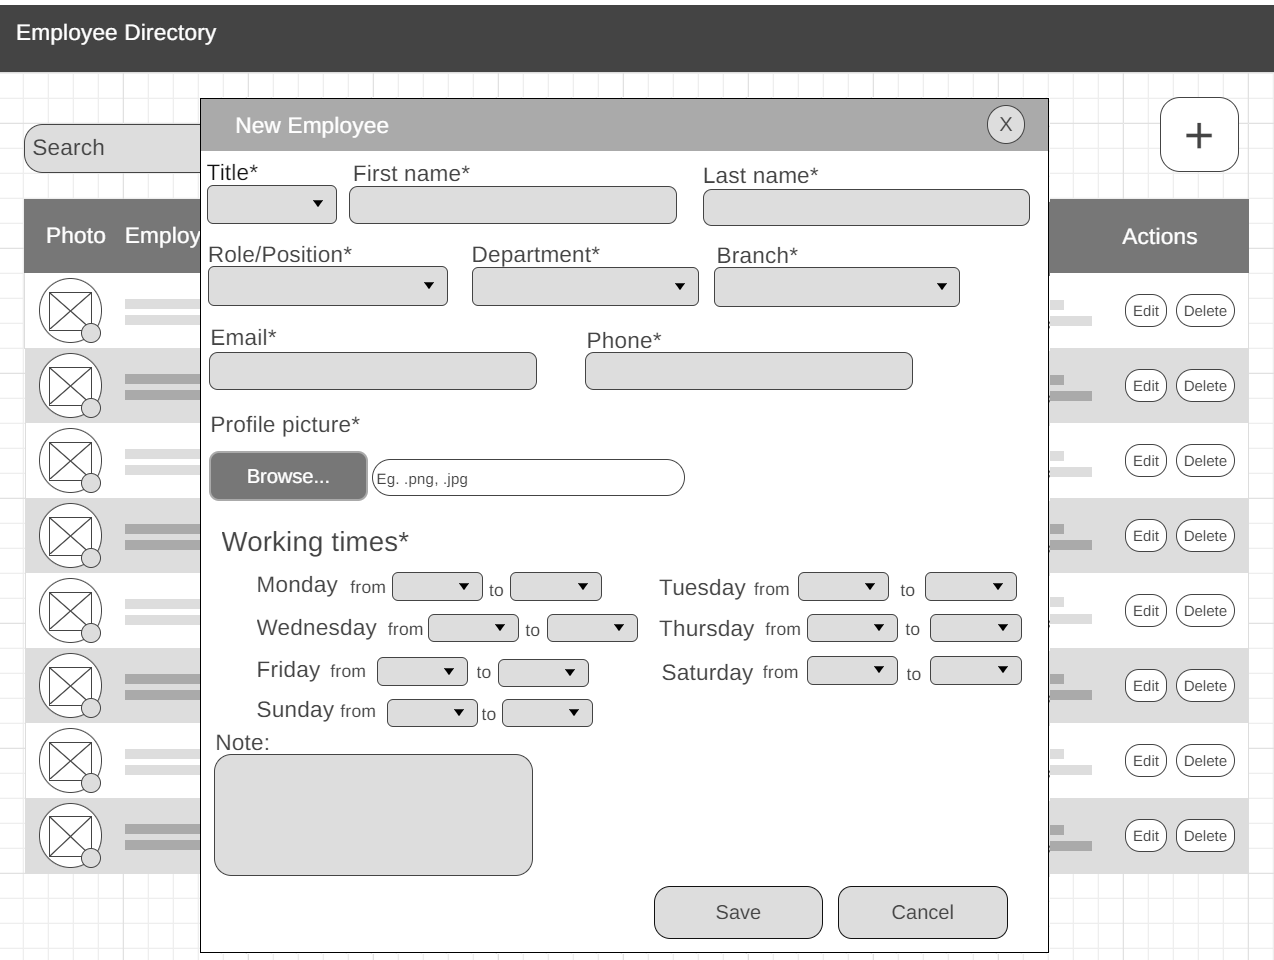 Employee Directory
New Employee
X
Search
+
Title*
First name*
Last name*
Photo
Employ
Actions
Role/Position*
Department*
Branch*
Edit
Delete
Email*
Phone*
Edit
Delete
Profile picture*
Edit
Delete
Browse...
Eg. .png, .jpg
Edit
Delete
Working times*
Monday from to
Tuesday from to
Edit
Delete
Wednesday from to
Thursday from to
Friday from to
Saturday from to
Edit
Delete
Sunday from to
Note:
Edit
Delete
Edit
Delete
Save
Cancel